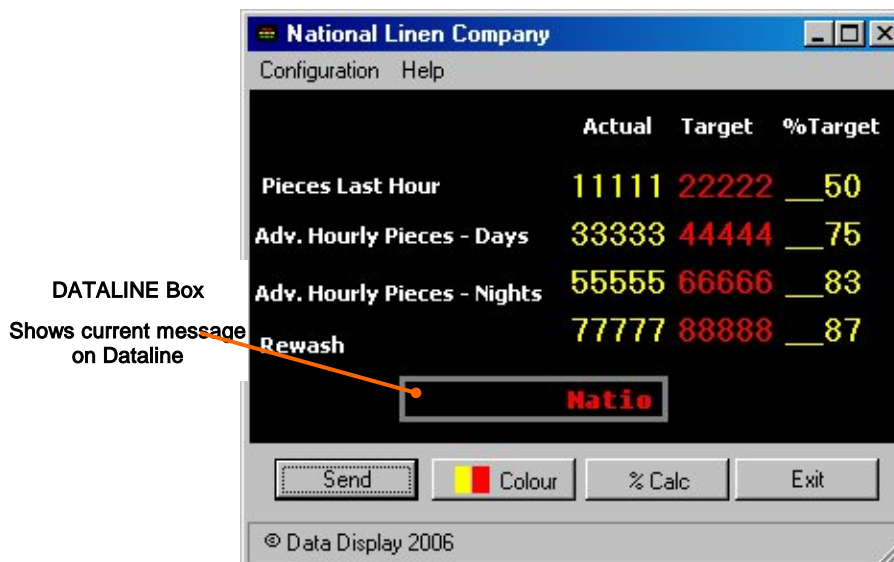 National Linen Company
Configuration Help
Actual Target %Target
Pieces Last Hour 11111 22222 __50
Adv. Hourly Pieces - Days 33333 44444 __75
Adv. Hourly Pieces - Nights 55555 66666 __83
Rewash 77777 88888 __87
DATALINE Box
Shows current message
on Dataline
Natio
Send Colour % Calc Exit
© Data Display 2006